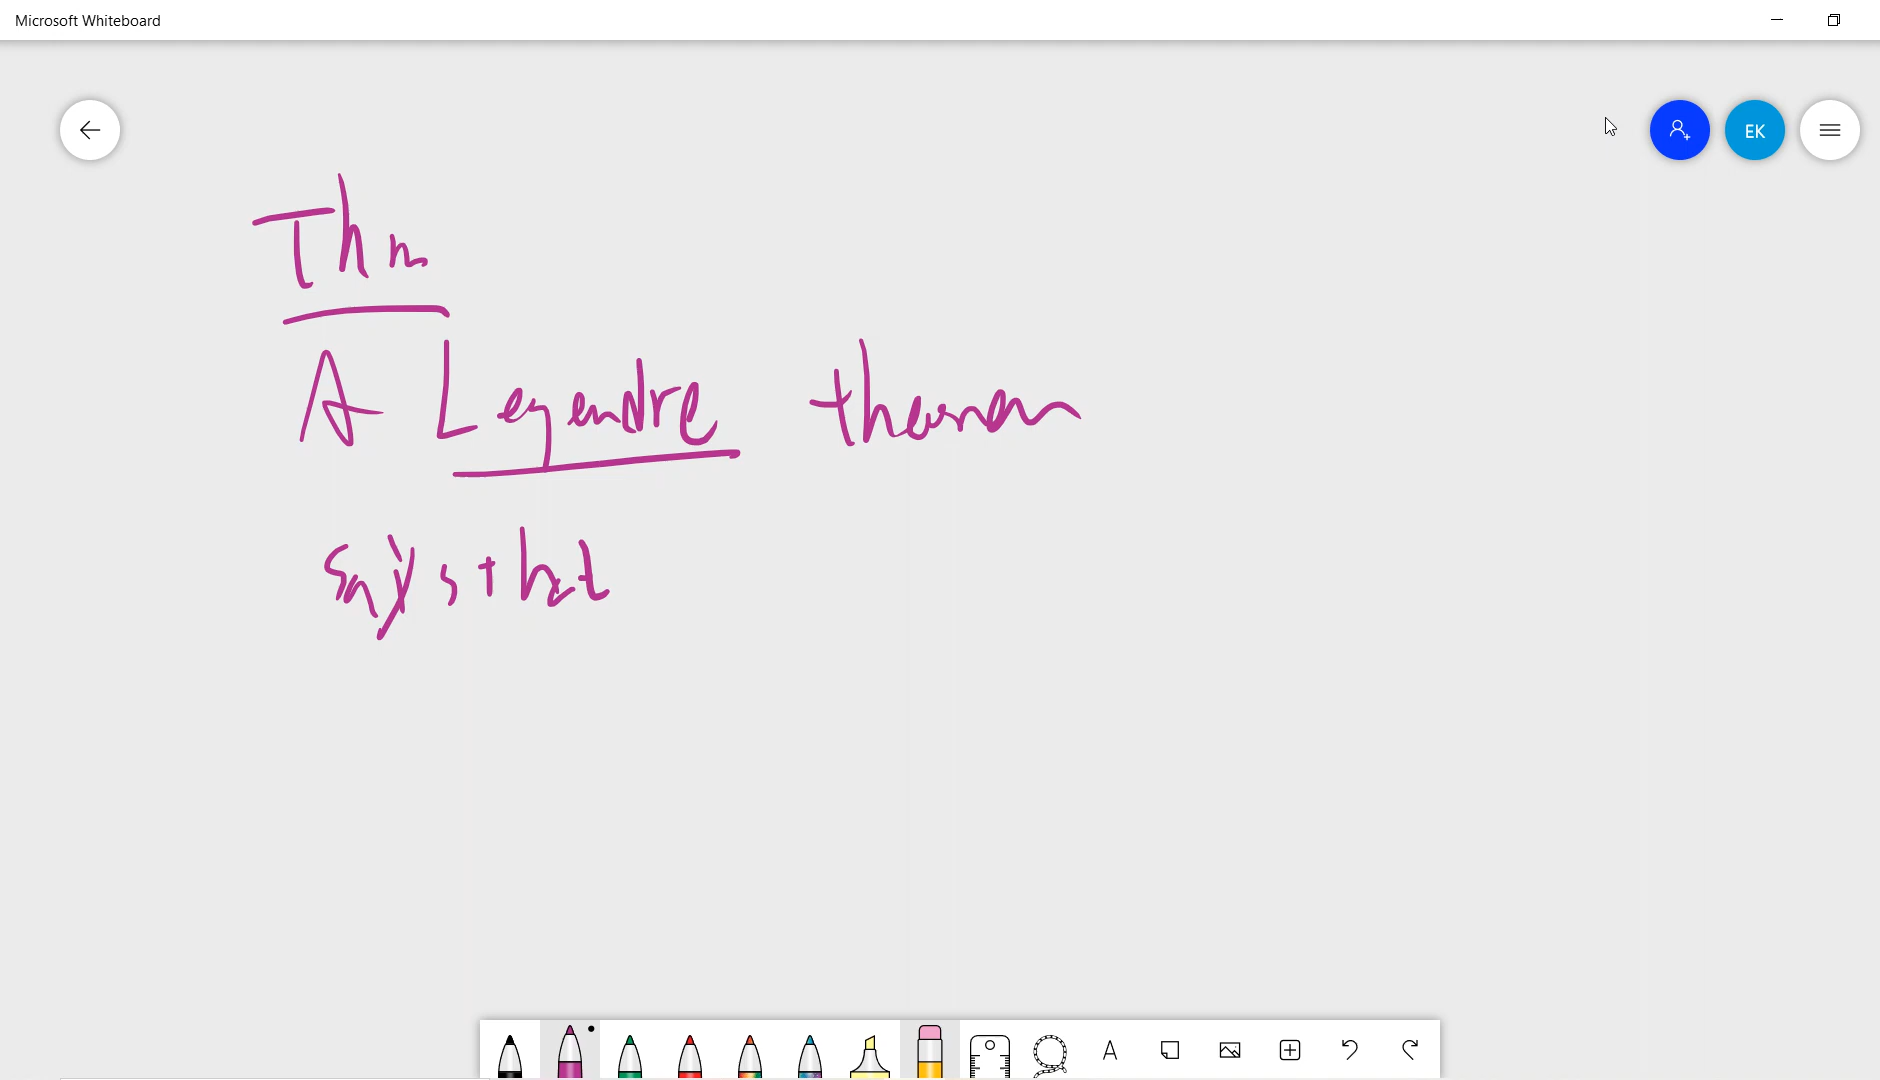 Microsoft Whiteboard
EK
Thm
A Legendre theorem
says that
A